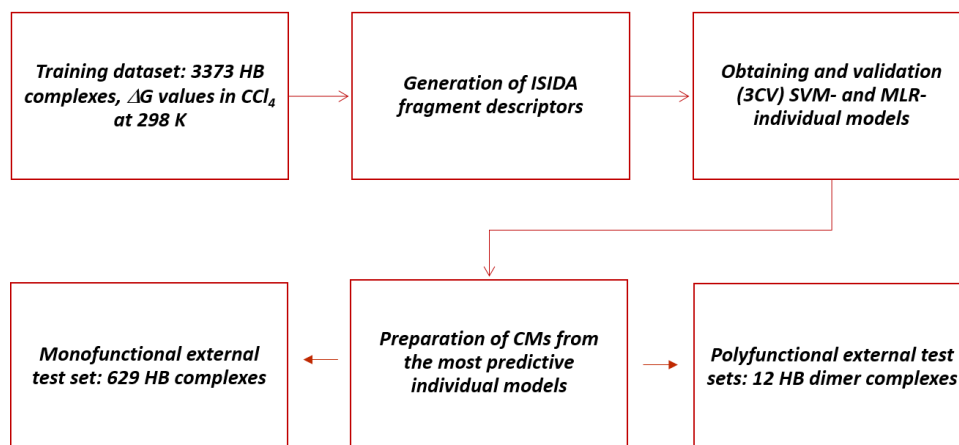 Training dataset: 3373 HB
complexes, ΔG values in CCl₄
at 298 K
Generation of ISIDA
fragment descriptors
Obtaining and validation
(3CV) SVM- and MLR-
individual models
Monofunctional external
test set: 629 HB complexes
Preparation of CMs from
the most predictive
individual models
Polyfunctional external test
sets: 12 HB dimer complexes